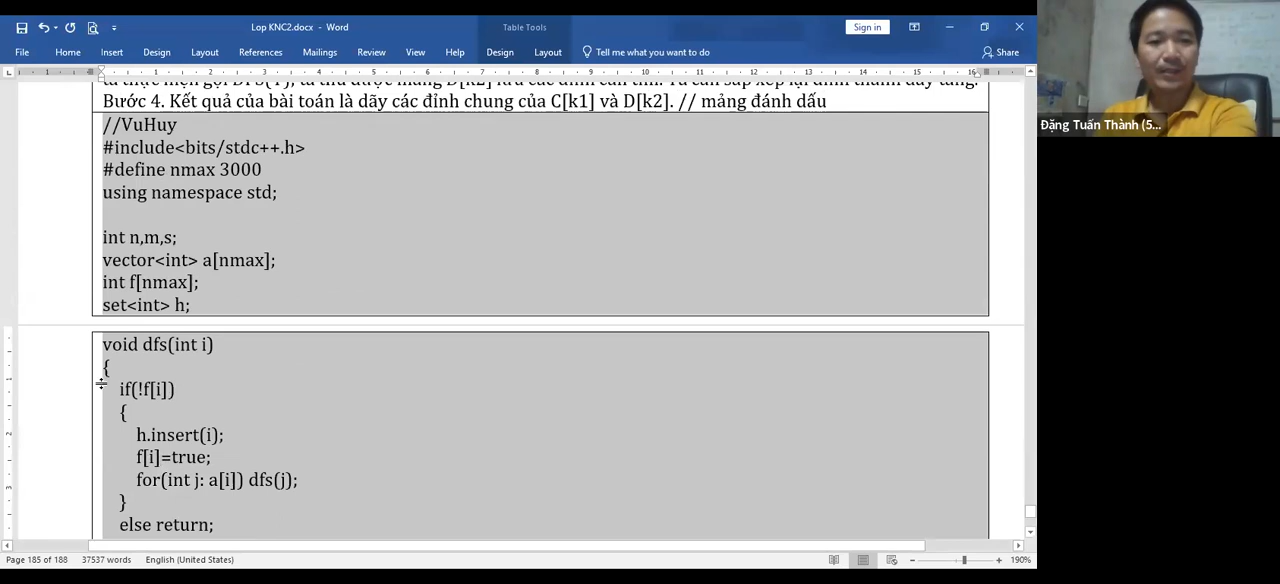 Lop KNC2.docx - Word
Table Tools
Sign in
File
Home
Insert
Design
Layout
References
Mailings
Review
View
Help
Design
Layout
Tell me what you want to do
Share
Bước 4. Kết quả của bài toán là dãy các đỉnh chung của C[k1] và D[k2]. // mảng đánh dấu
//VuHuy
#include<bits/stdc++.h>
#define nmax 3000
using namespace std;
int n,m,s;
vector<int> a[nmax];
int f[nmax];
set<int> h;
void dfs(int i)
{
if(!f[i])
{
h.insert(i);
f[i]=true;
for(int j: a[i]) dfs(j);
}
else return;
Page 185 of 188
37537 words
English (United States)
190%
Đặng Tuấn Thành (5...